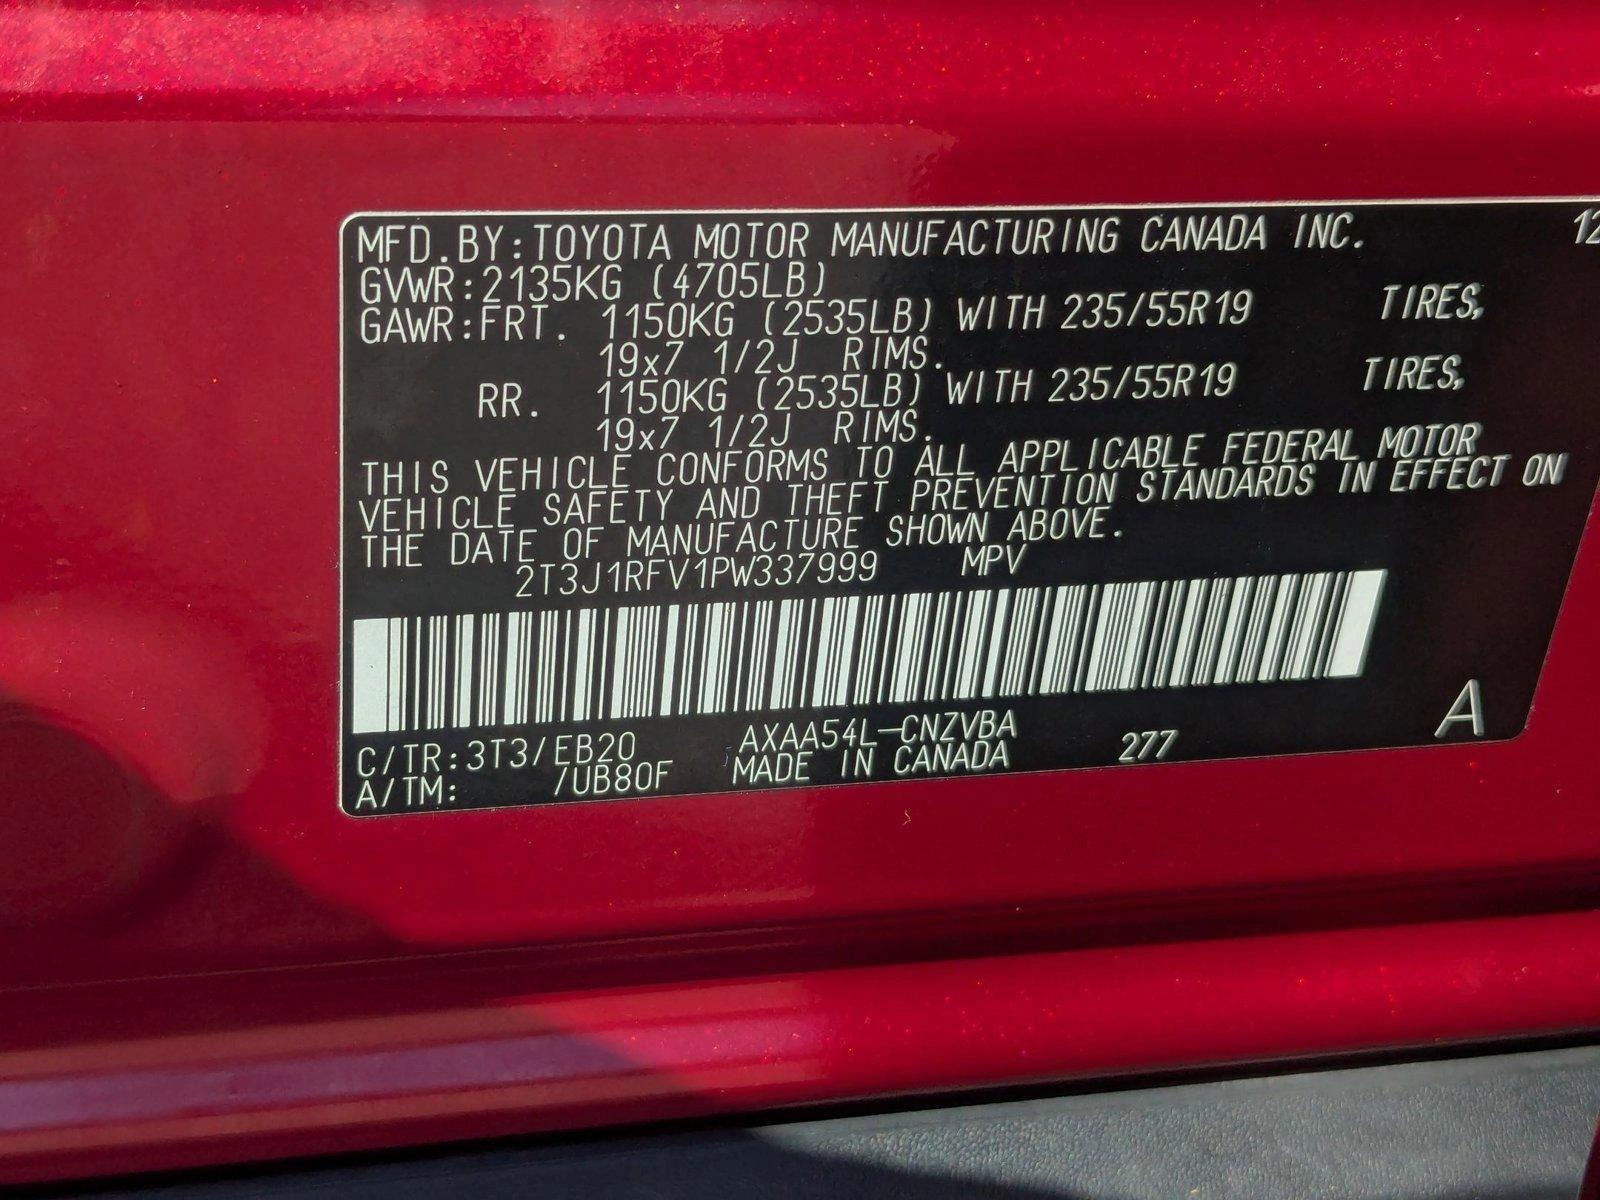 MFD.BY:TOYOTA MOTOR MANUFACTURING CANADA INC. 12
GVWR:2135KG (4705LB)
GAWR:FRT. 1150KG (2535LB) WITH 235/55R19 TIRES,
19x7 1/2J RIMS.
RR. 1150KG (2535LB) WITH 235/55R19 TIRES,
19x7 1/2J RIMS.
THIS VEHICLE CONFORMS TO ALL APPLICABLE FEDERAL MOTOR
VEHICLE SAFETY AND THEFT PREVENTION STANDARDS IN EFFECT ON
THE DATE OF MANUFACTURE SHOWN ABOVE.
2T3J1RFV1PW337999 MPV
C/TR:3T3/EB20 AXAA54L-CNZVBA 277 A
A/TM: /UB80F MADE IN CANADA